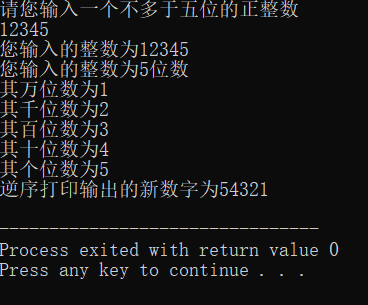 请您输入一个不多于五位的正整数
12345
您输入的整数为12345
您输入的整数为5位数
其万位数为1
其千位数为2
其百位数为3
其十位数为4
其个位数为5
逆序打印输出的新数字为54321
--------------------------------
Process exited with return value 0
Press any key to continue . . .